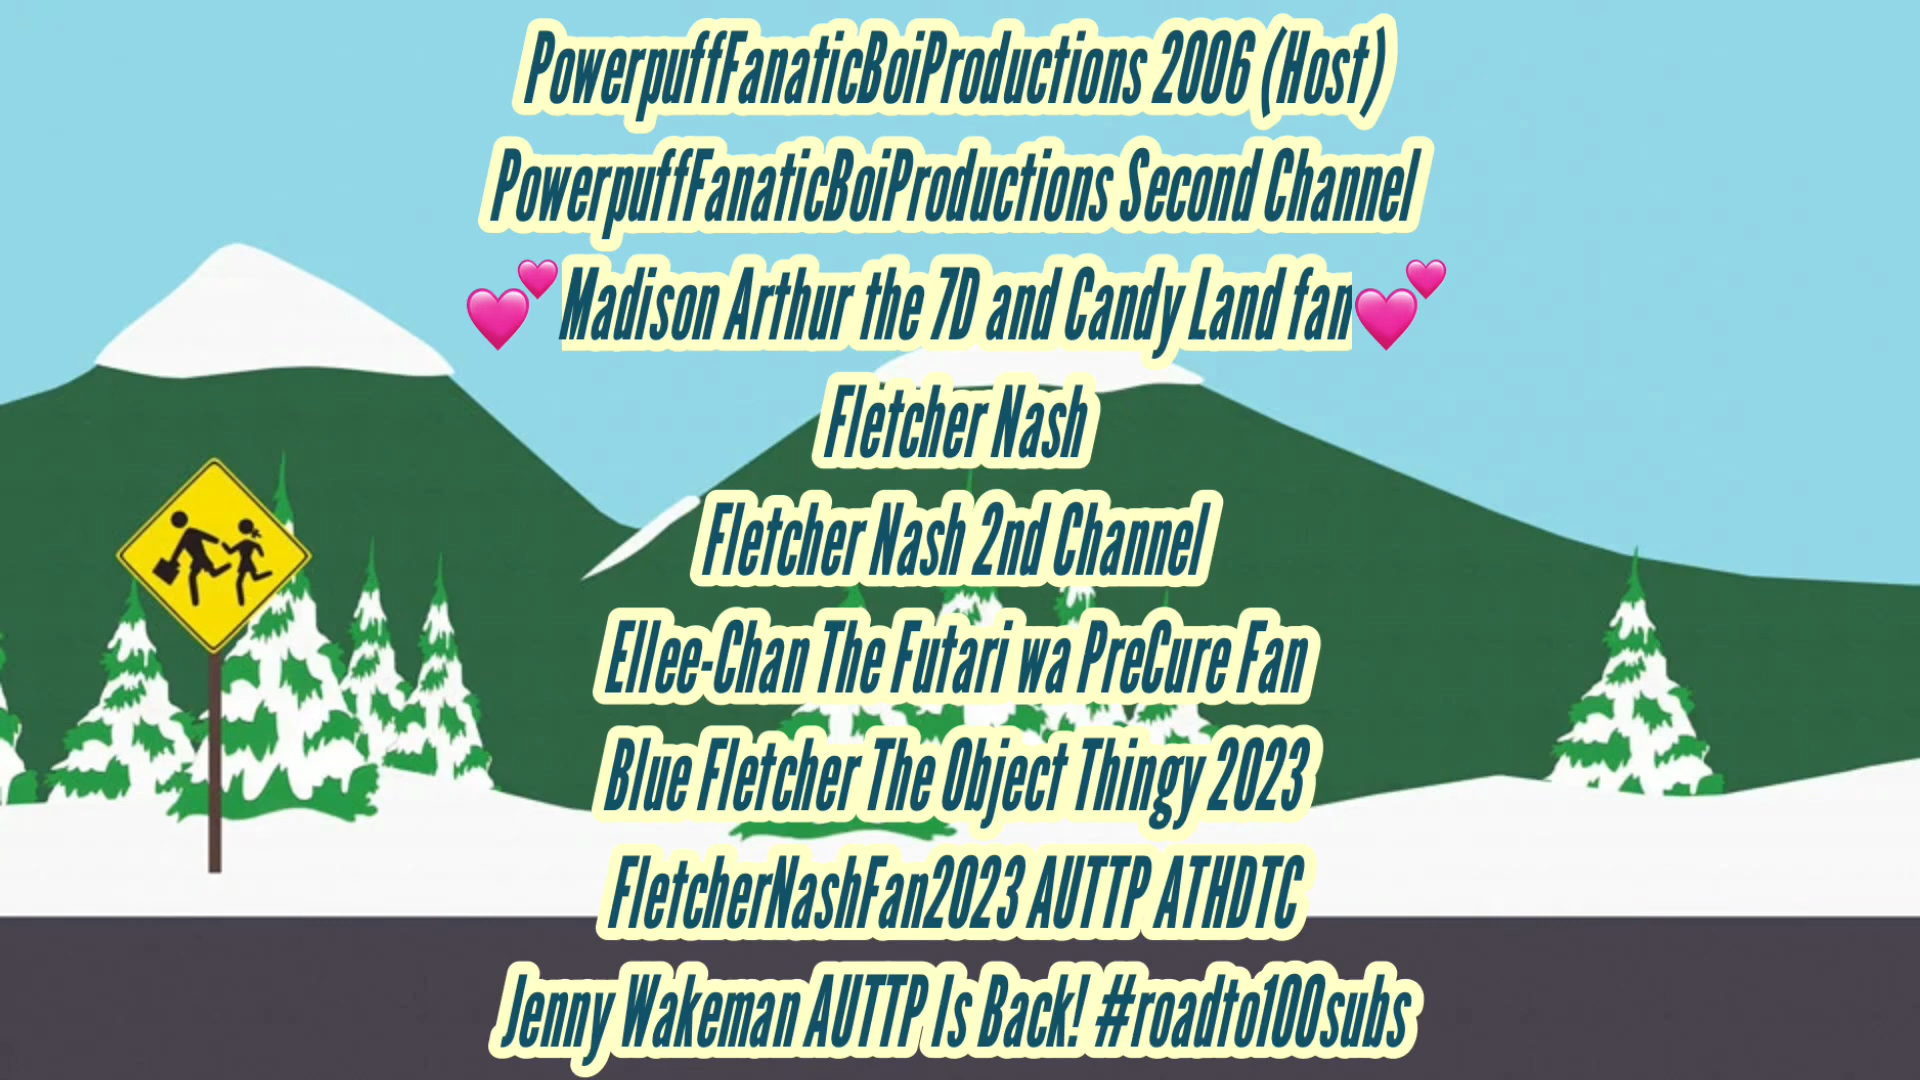 PowerpuffFanaticBoiProductions 2006 (Host)
PowerpuffFanaticBoiProductions Second Channel
💕Madison Arthur the 7D and Candy Land fan💕
Fletcher Nash
Fletcher Nash 2nd Channel
Ellee-Chan The Futari wa PreCure Fan
Blue Fletcher The Object Thingy 2023
FletcherNashFan2023 AUTTP ATHDTC
Jenny Wakeman AUTTP Is Back! #roadto100subs